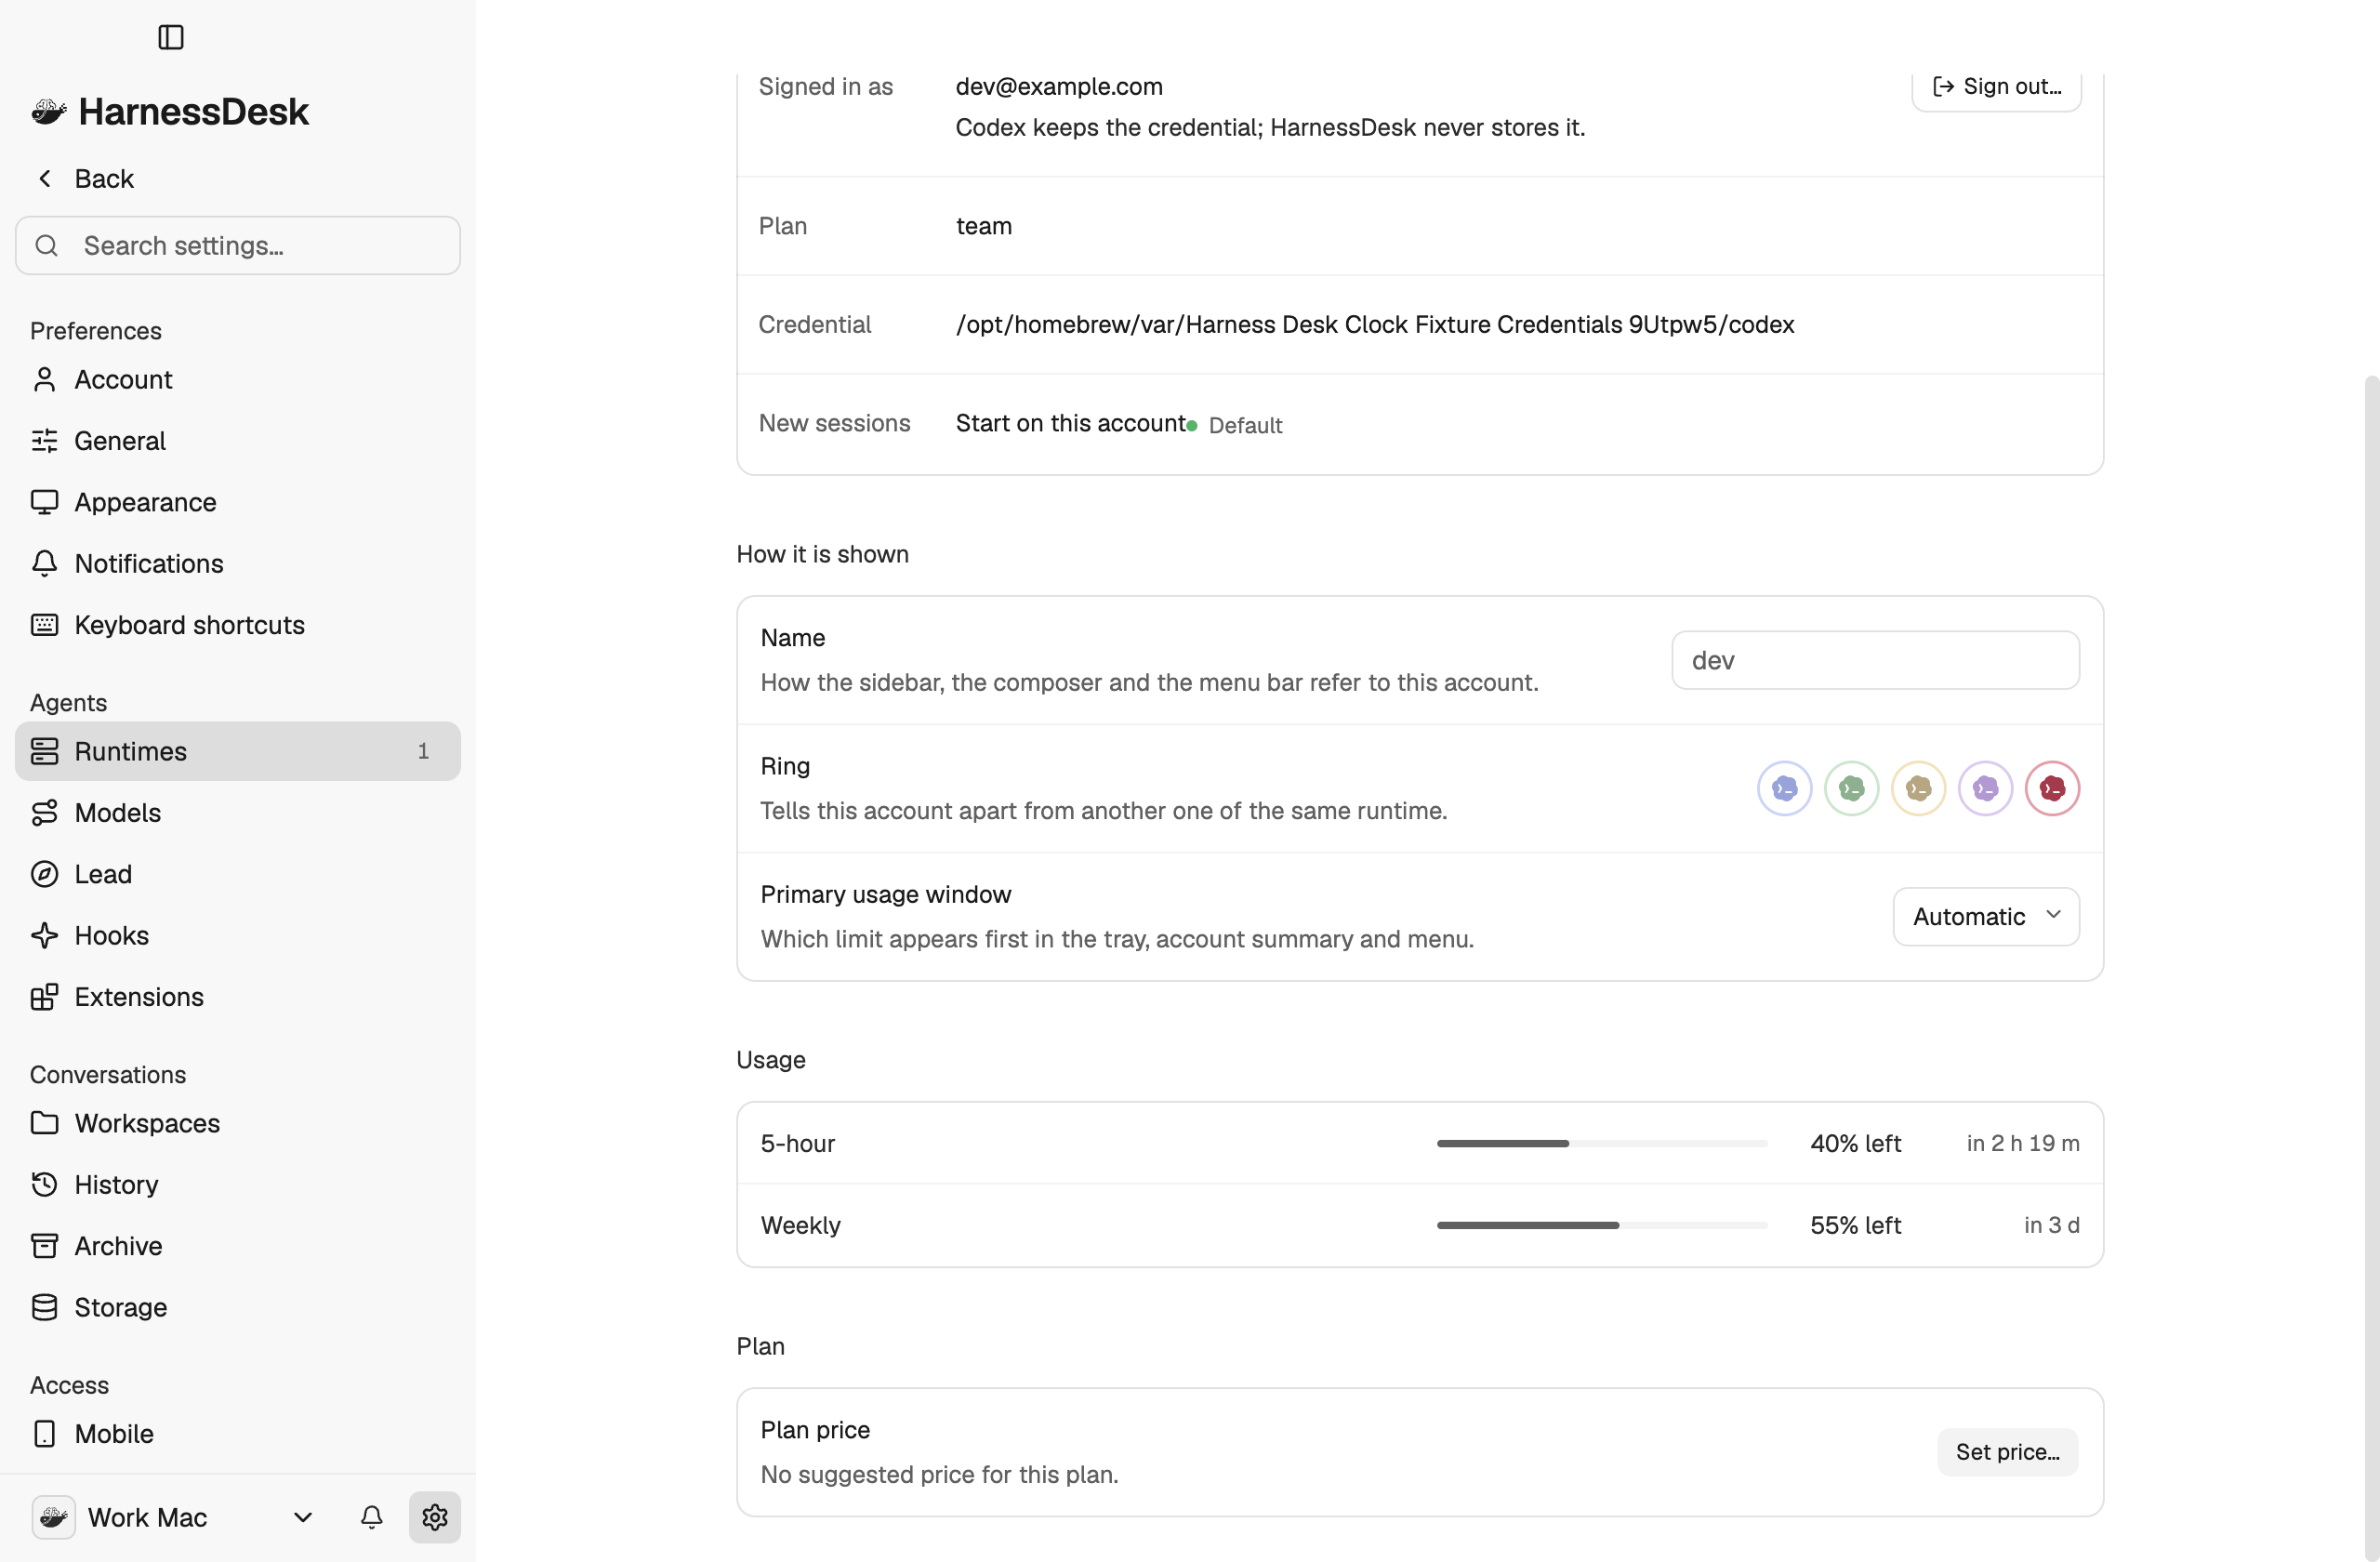 HarnessDesk
Back
Search settings...
Preferences
Account
General
Appearance
Notifications
Keyboard shortcuts
Agents
Runtimes 1
Models
Lead
Hooks
Extensions
Conversations
Workspaces
History
Archive
Storage
Access
Mobile
Work Mac
Signed in as dev@example.com Sign out...
Codex keeps the credential; HarnessDesk never stores it.
Plan team
Credential /opt/homebrew/var/Harness Desk Clock Fixture Credentials 9Utpw5/codex
New sessions Start on this account Default
How it is shown
Name
How the sidebar, the composer and the menu bar refer to this account.
dev
Ring
Tells this account apart from another one of the same runtime.
Primary usage window
Which limit appears first in the tray, account summary and menu.
Automatic
Usage
5-hour 40% left in 2 h 19 m
Weekly 55% left in 3 d
Plan
Plan price
No suggested price for this plan.
Set price...